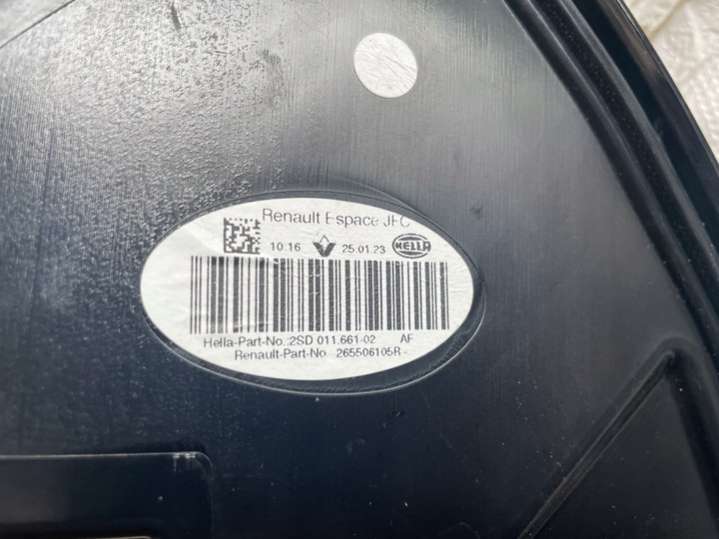 Renault Espace JFC
10:16 25.01.23 HELLA
Hella-Part-No.:2SD 011.661-02 AF
Renault-Part-No 265506105R -